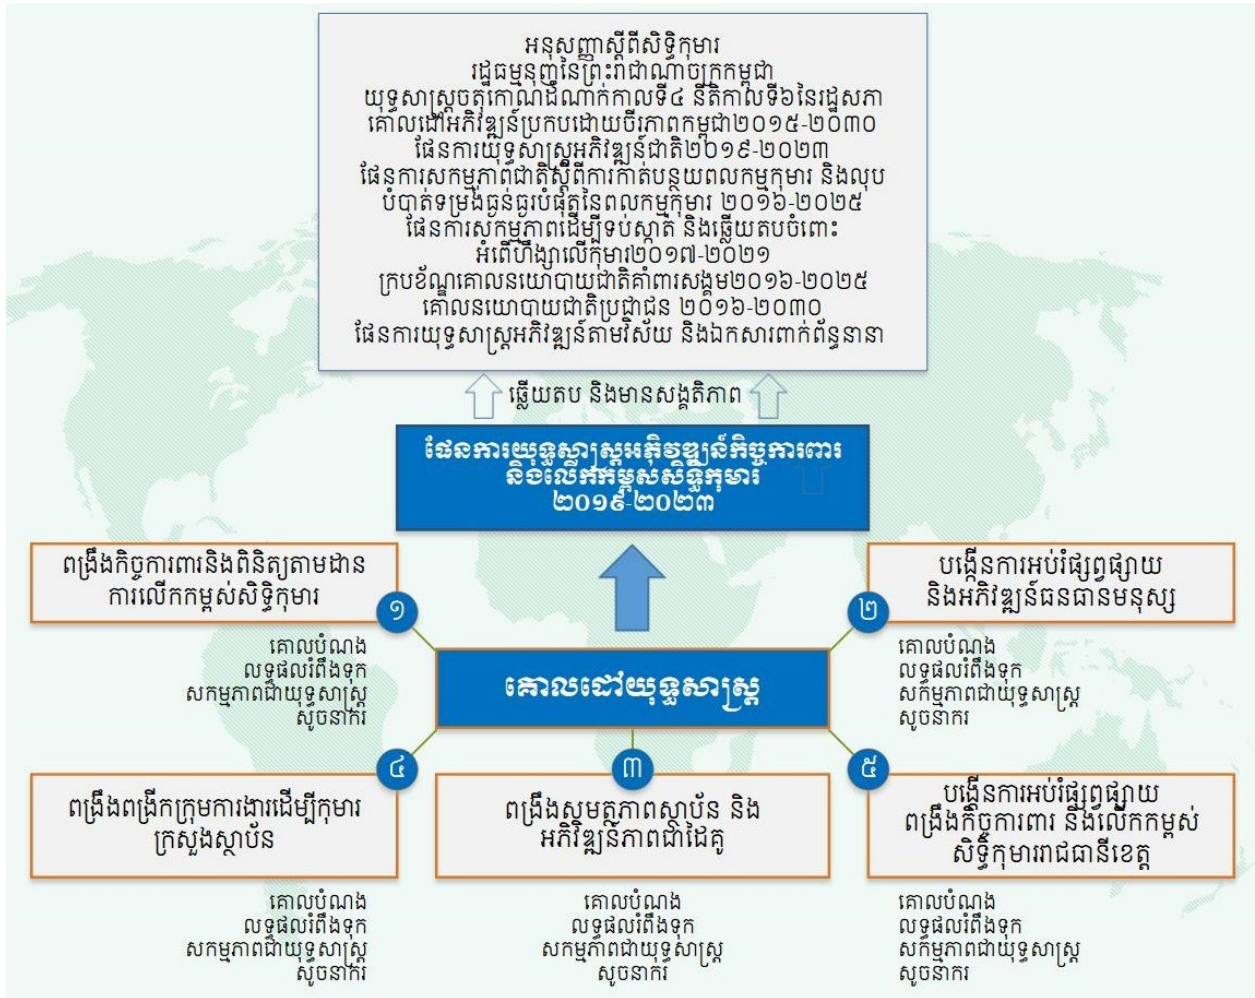 អនុសញ្ញាស្តីពីសិទ្ធិកុមារ
រដ្ឋធម្មនុញ្ញនៃព្រះរាជាណាចក្រកម្ពុជា
យុទ្ធសាស្ត្រចតុកោណដំណាក់កាលទី៤ នីតិកាលទី៦នៃរដ្ឋសភា
គោលដៅអភិវឌ្ឍន៍ប្រកបដោយចីរភាពកម្ពុជា២០១៥-២០៣០
ផែនការយុទ្ធសាស្ត្រអភិវឌ្ឍន៍ជាតិ២០១៩-២០២៣
ផែនការសកម្មភាពជាតិស្តីពីការកាត់បន្ថយពលកម្មកុមារ និងលុប
បំបាត់ទម្រង់ធ្ងន់ធ្ងរបំផុតនៃពលកម្មកុមារ ២០១៦-២០២៥
ផែនការសកម្មភាពដើម្បីទប់ស្កាត់ និងឆ្លើយតបចំពោះ
អំពើហឹង្សាលើកុមារ២០១៧-២០២១
ក្របខ័ណ្ឌគោលនយោបាយជាតិគាំពារសង្គម២០១៦-២០២៥
គោលនយោបាយជាតិប្រជាជន ២០១៦-២០៣០
ផែនការយុទ្ធសាស្ត្រអភិវឌ្ឍន៍តាមវិស័យ និងឯកសារពាក់ព័ន្ធនានា
ឆ្លើយតប និងមានសង្គតិភាព
ផែនការយុទ្ធសាស្ត្រអភិវឌ្ឍន៍កិច្ចការពារ
និងលើកកម្ពស់សិទ្ធិកុមារ
២០១៩-២០២៣
ពង្រឹងកិច្ចការពារនិងពិនិត្យតាមដាន
ការលើកកម្ពស់សិទ្ធិកុមារ
១
គោលបំណង
លទ្ធផលរំពឹងទុក
សកម្មភាពជាយុទ្ធសាស្ត្រ
សូចនាករ
បង្កើនការអប់រំផ្សព្វផ្សាយ
និងអភិវឌ្ឍន៍ធនធានមនុស្ស
២
គោលបំណង
លទ្ធផលរំពឹងទុក
សកម្មភាពជាយុទ្ធសាស្ត្រ
សូចនាករ
គោលដៅយុទ្ធសាស្ត្រ
៤
ពង្រឹងពង្រីកក្រុមការងារដើម្បីកុមារ
ក្រសួងស្ថាប័ន
គោលបំណង
លទ្ធផលរំពឹងទុក
សកម្មភាពជាយុទ្ធសាស្ត្រ
សូចនាករ
៣
ពង្រឹងសមត្ថភាពស្ថាប័ន និង
អភិវិឌ្ឍន៍ភាពជាដៃគូ
គោលបំណង
លទ្ធផលរំពឹងទុក
សកម្មភាពជាយុទ្ធសាស្ត្រ
សូចនាករ
៥
បង្កើនការអប់រំផ្សព្វផ្សាយ
ពង្រឹងកិច្ចការពារ និងលើកកម្ពស់
សិទ្ធិកុមាររាជធានីខេត្ត
គោលបំណង
លទ្ធផលរំពឹងទុក
សកម្មភាពជាយុទ្ធសាស្ត្រ
សូចនាករ